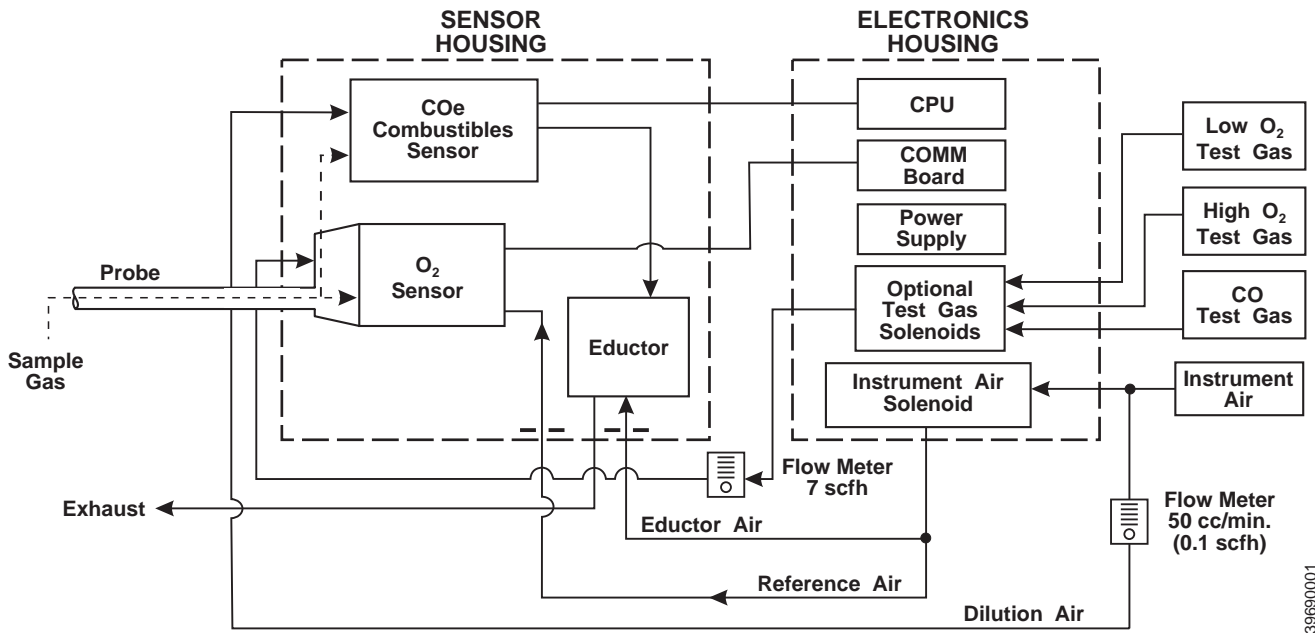 SENSOR
HOUSING
ELECTRONICS
HOUSING
COe
Combustibles
Sensor
CPU
COMM
Board
Power
Supply
Low O₂
Test Gas
High O₂
Test Gas
CO
Test Gas
Probe
O₂
Sensor
Optional
Test Gas
Solenoids
Sample
Gas
Eductor
Instrument Air
Solenoid
Instrument
Air
Flow Meter
7 scfh
Exhaust
Eductor Air
Flow Meter
50 cc/min.
(0.1 scfh)
Reference Air
Dilution Air
39690001